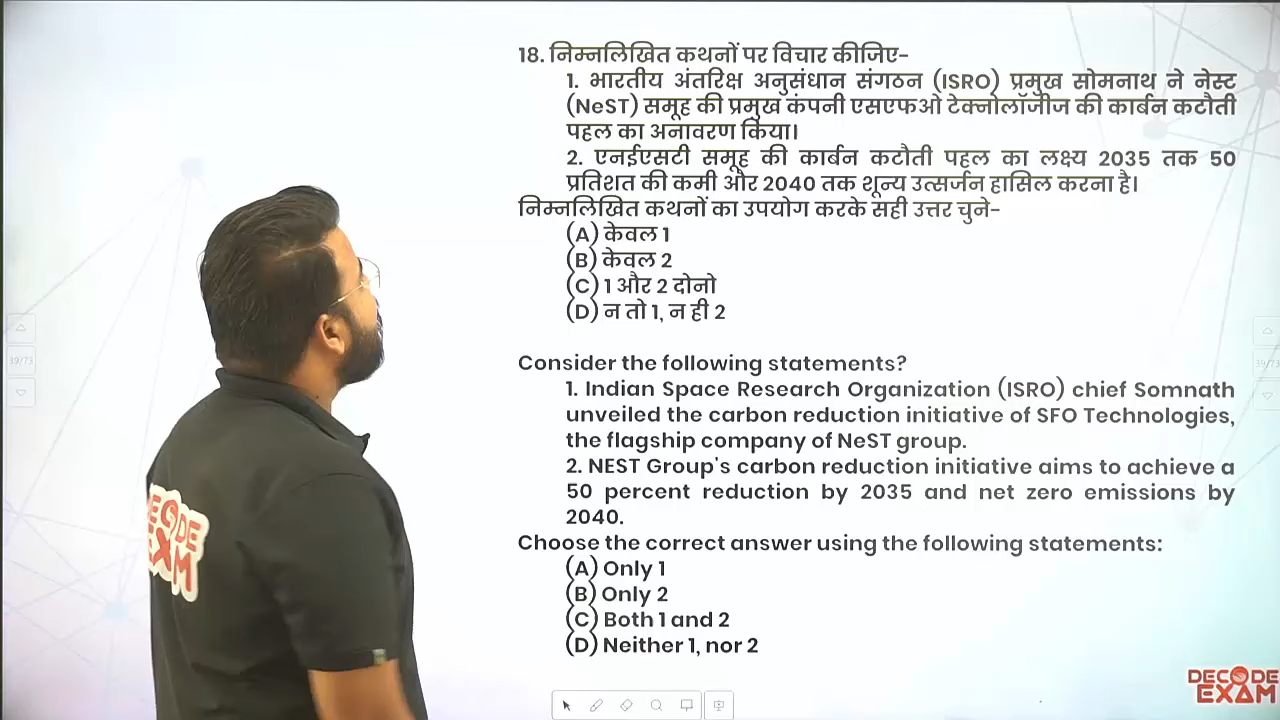 18. निम्नलिखित कथनों पर विचार कीजिए-
1. भारतीय अंतरिक्ष अनुसंधान संगठन (ISRO) प्रमुख सोमनाथ ने नेस्ट
(NeST) समूह की प्रमुख कंपनी एसएफओ टेक्नोलॉजीज की कार्बन कटौती
पहल का अनावरण किया।
2. एनईएसटी समूह की कार्बन कटौती पहल का लक्ष्य 2035 तक 50
प्रतिशत की कमी और 2040 तक शून्य उत्सर्जन हासिल करना है।
निम्नलिखित कथनों का उपयोग करके सही उत्तर चुने-
(A) केवल 1
(B) केवल 2
(C) 1 और 2 दोनो
(D) न तो 1, न ही 2
Consider the following statements?
1. Indian Space Research Organization (ISRO) chief Somnath
unveiled the carbon reduction initiative of SFO Technologies,
the flagship company of NeST group.
2. NEST Group's carbon reduction initiative aims to achieve a
50 percent reduction by 2035 and net zero emissions by
2040.
Choose the correct answer using the following statements:
(A) Only 1
(B) Only 2
(C) Both 1 and 2
(D) Neither 1, nor 2
39/73
39/73
DECODE
EXAM
DECODE
EXAM